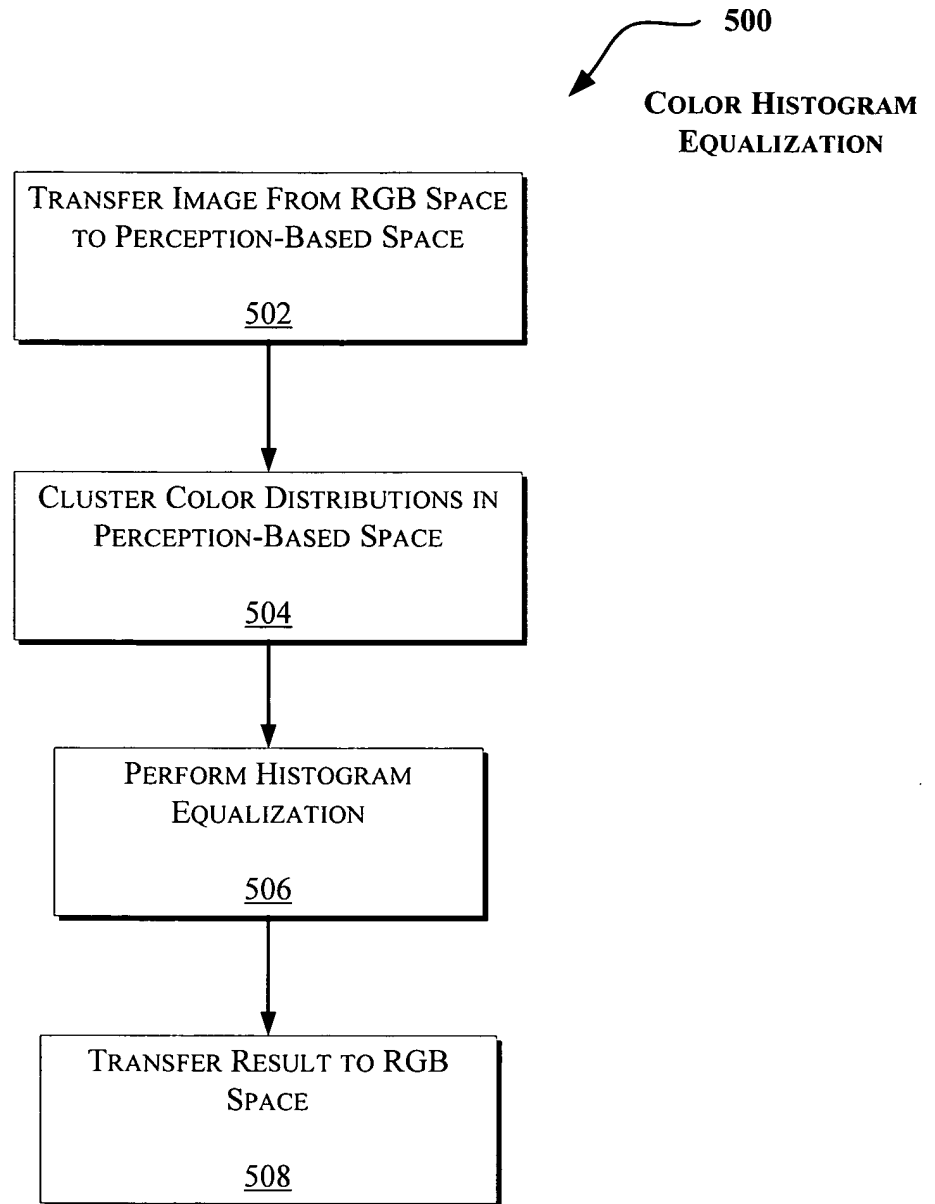 500
COLOR HISTOGRAM
EQUALIZATION
TRANSFER IMAGE FROM RGB SPACE
TO PERCEPTION-BASED SPACE
502
CLUSTER COLOR DISTRIBUTIONS IN
PERCEPTION-BASED SPACE
504
PERFORM HISTOGRAM
EQUALIZATION
506
TRANSFER RESULT TO RGB
SPACE
508